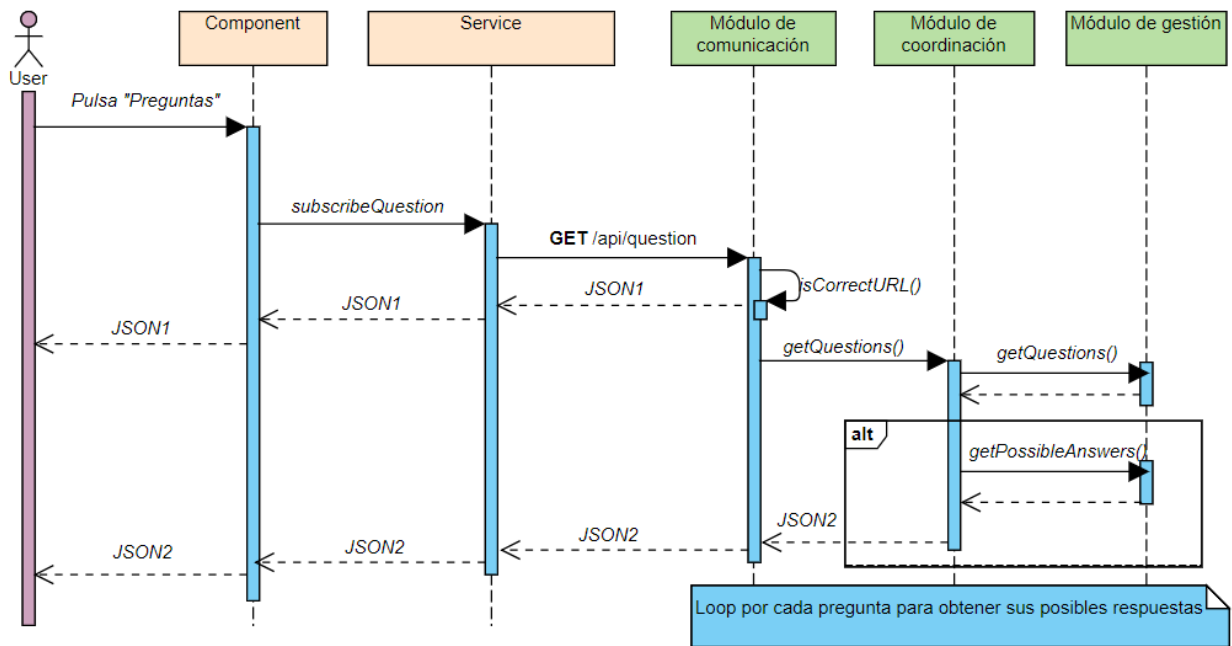 Component
Service
Módulo de
comunicación
Módulo de
coordinación
Módulo de gestión
User
Pulsa "Preguntas"
subscribeQuestion
GET /api/question
isCorrectURL()
JSON1
JSON1
JSON1
getQuestions()
getQuestions()
alt
getPossibleAnswers()
JSON2
JSON2
JSON2
JSON2
Loop por cada pregunta para obtener sus posibles respuestas